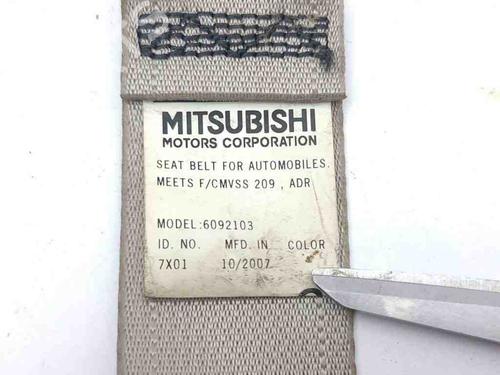 MITSUBISHI
MOTORS CORPORATION
SEAT BELT FOR AUTOMOBILES.
MEETS F/CMVSS 209 , ADR
MODEL:6092103
ID. NO. MFD. IN COLOR
7X01 10/2007